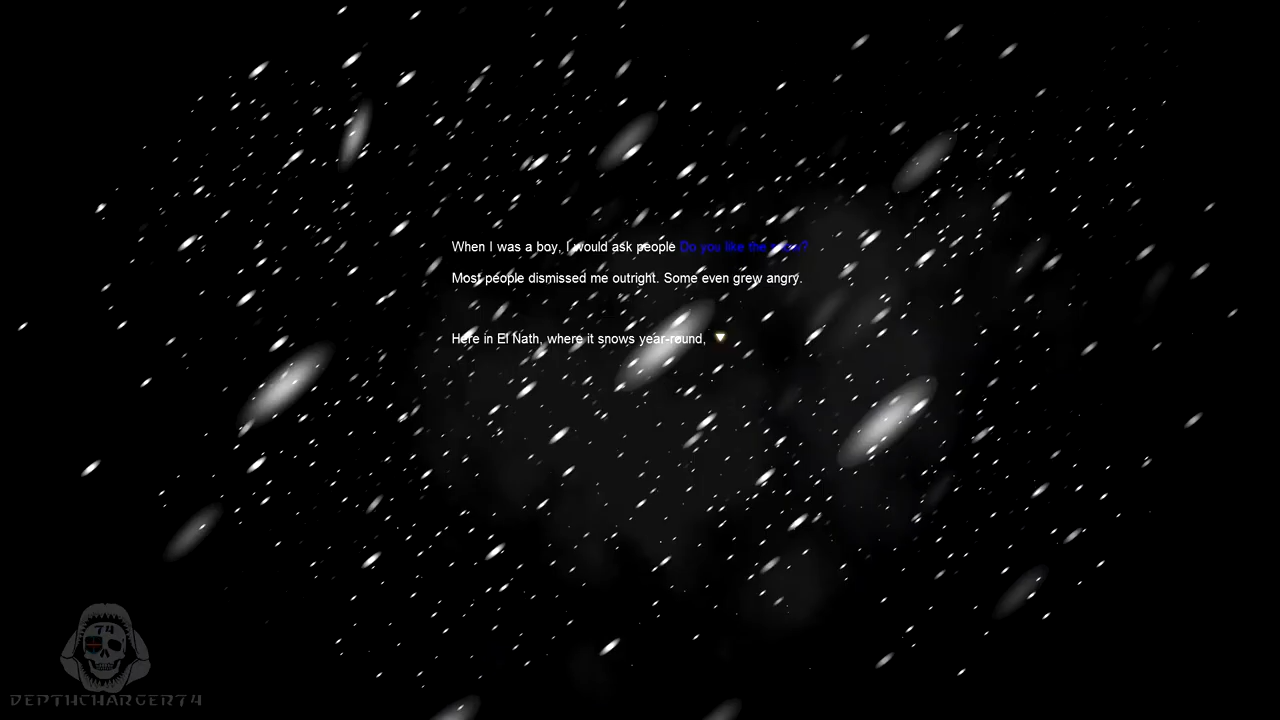 When I was a boy, I would ask people Do you like the snow?
Most people dismissed me outright. Some even grew angry.
Here in El Nath, where it snows year-round,
74
DEPTHCHARGER74